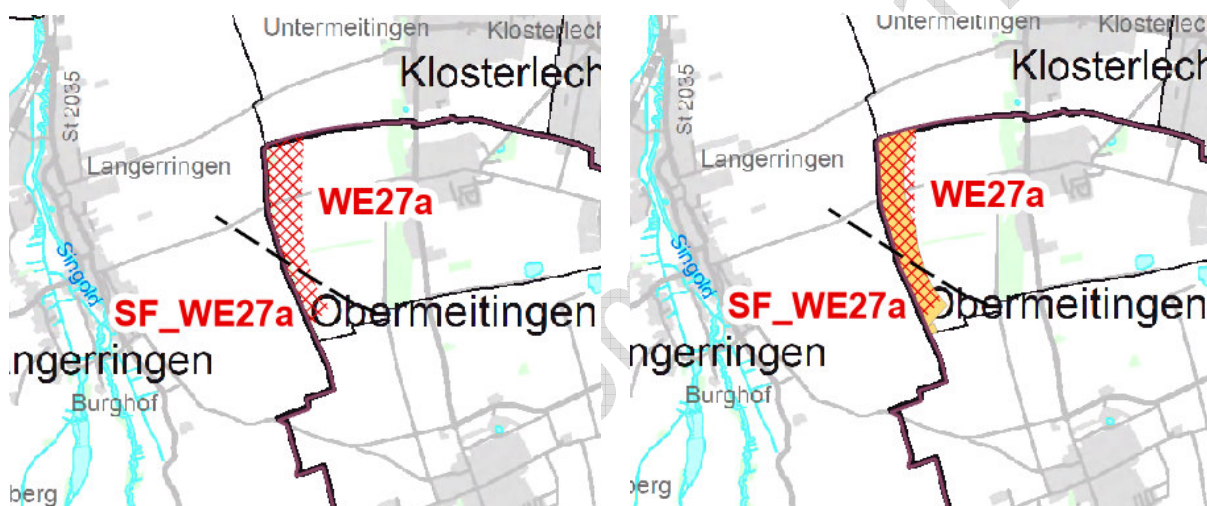 Untermeitingen
Klosterlech
Klosterlech
St 2035
Langerringen
WE27a
Singold
SF_WE27a
Obermeitingen
ngerringen
Burghof
berg
Untermeitingen
Klosterlec
Klosterlech
St 2035
Langerringen
WE27a
Singold
SF_WE27a
Obermeitingen
ngerringen
Burghof
berg